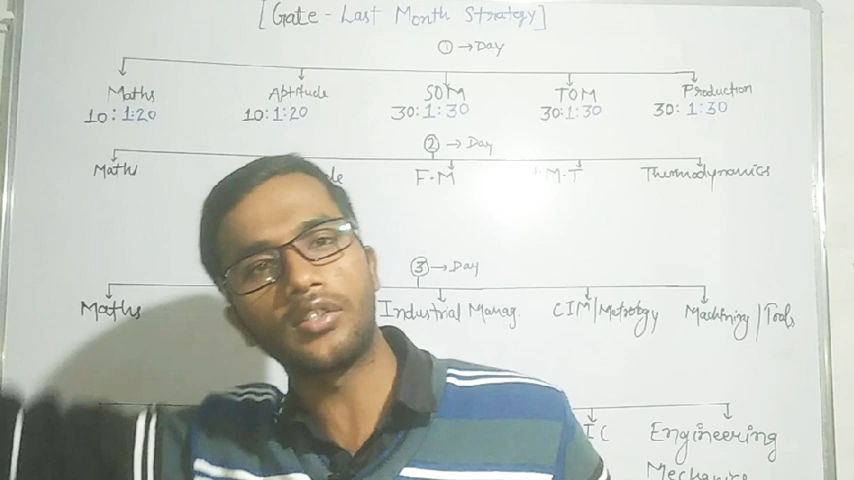 [Gate - Last Month Strategy]
① → Day
Maths Aptitude SOM TOM Production
10:1:20 10:1:20 30:1:30 30:1:30 30:1:30
② → Day
Maths F.M M.T Thermodynamics
③ → Day
Maths Industrial Manag. CIM/Metrology Machining/Tools
IC Engineering